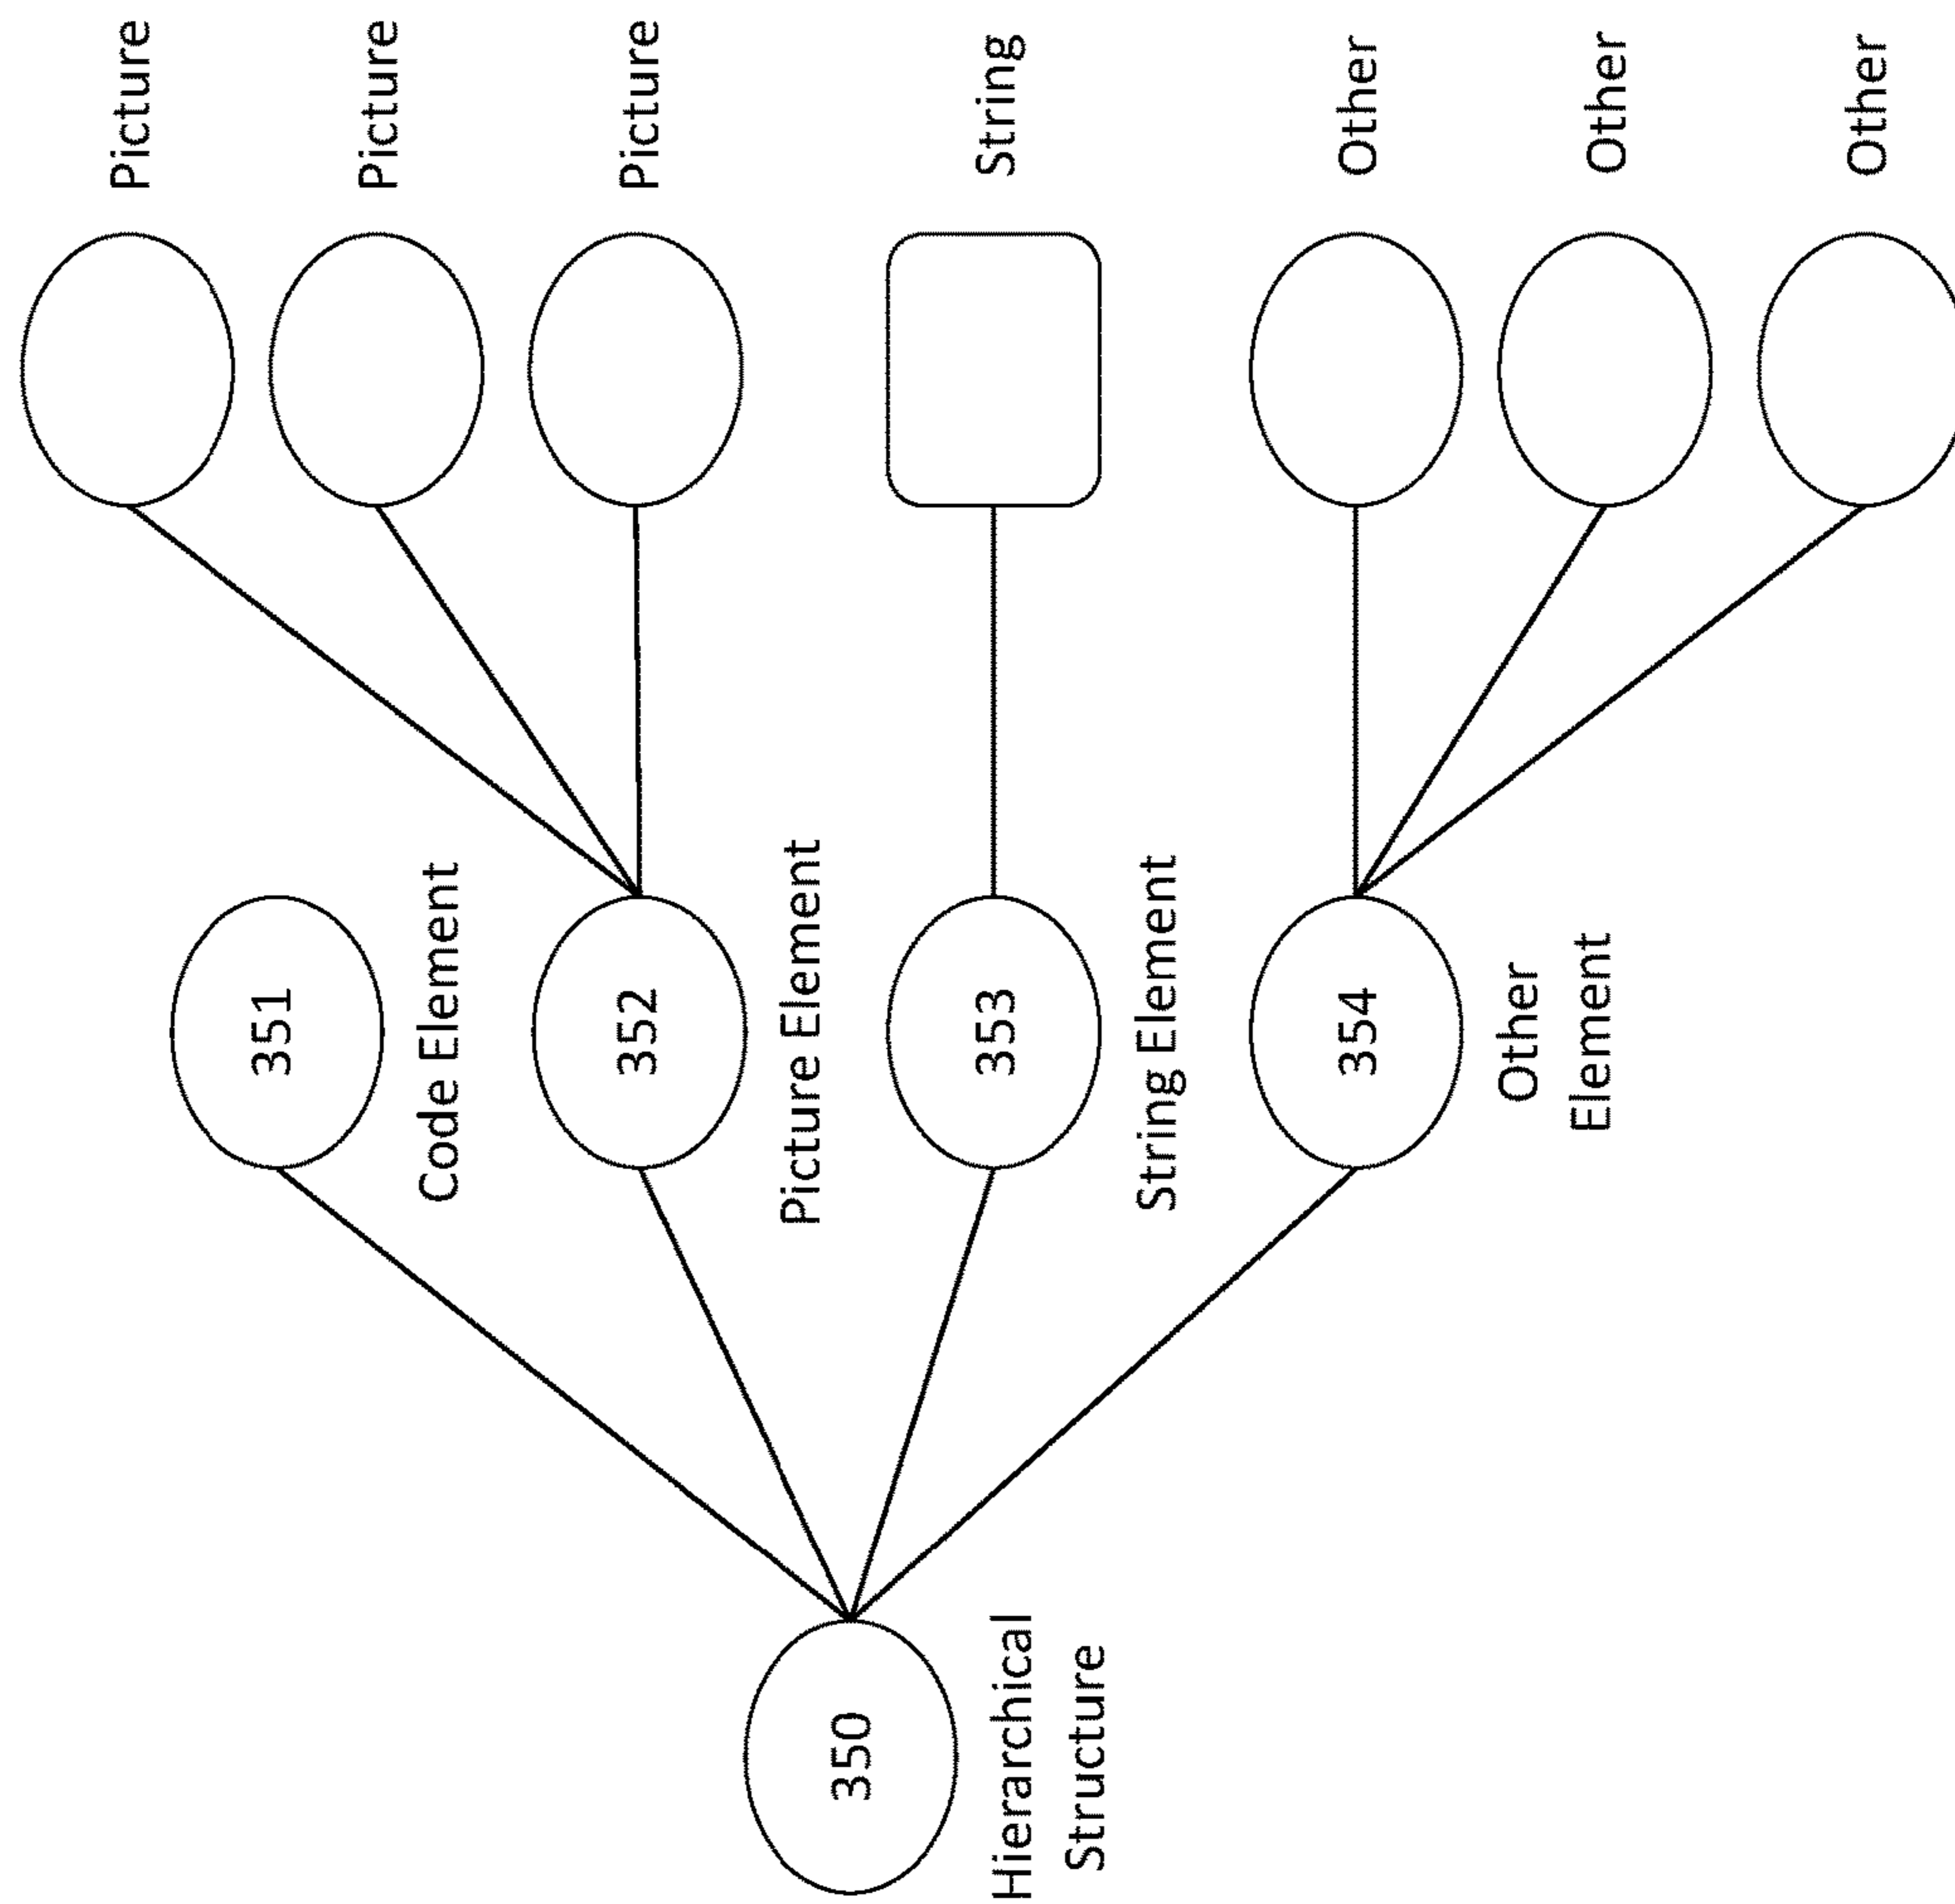 Picture
351
Picture
Code Element
352
Picture
Picture Element
350
Hierarchical
Structure
353
String
String Element
354
Other
Other
Element
Other
Other